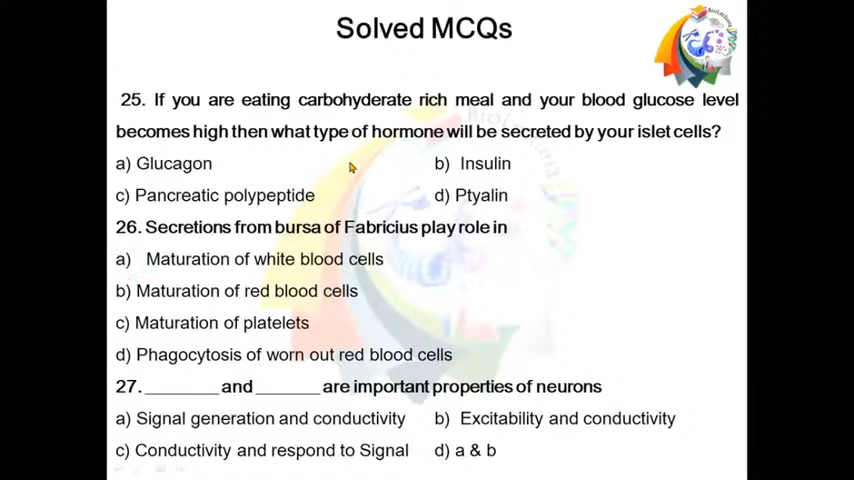 Solved MCQs
BioLectora
25. If you are eating carbohyderate rich meal and your blood glucose level
becomes high then what type of hormone will be secreted by your islet cells?
a) Glucagon b) Insulin
c) Pancreatic polypeptide d) Ptyalin
26. Secretions from bursa of Fabricius play role in
a) Maturation of white blood cells
b) Maturation of red blood cells
c) Maturation of platelets
d) Phagocytosis of worn out red blood cells
27. ________ and _______ are important properties of neurons
a) Signal generation and conductivity b) Excitability and conductivity
c) Conductivity and respond to Signal d) a & b